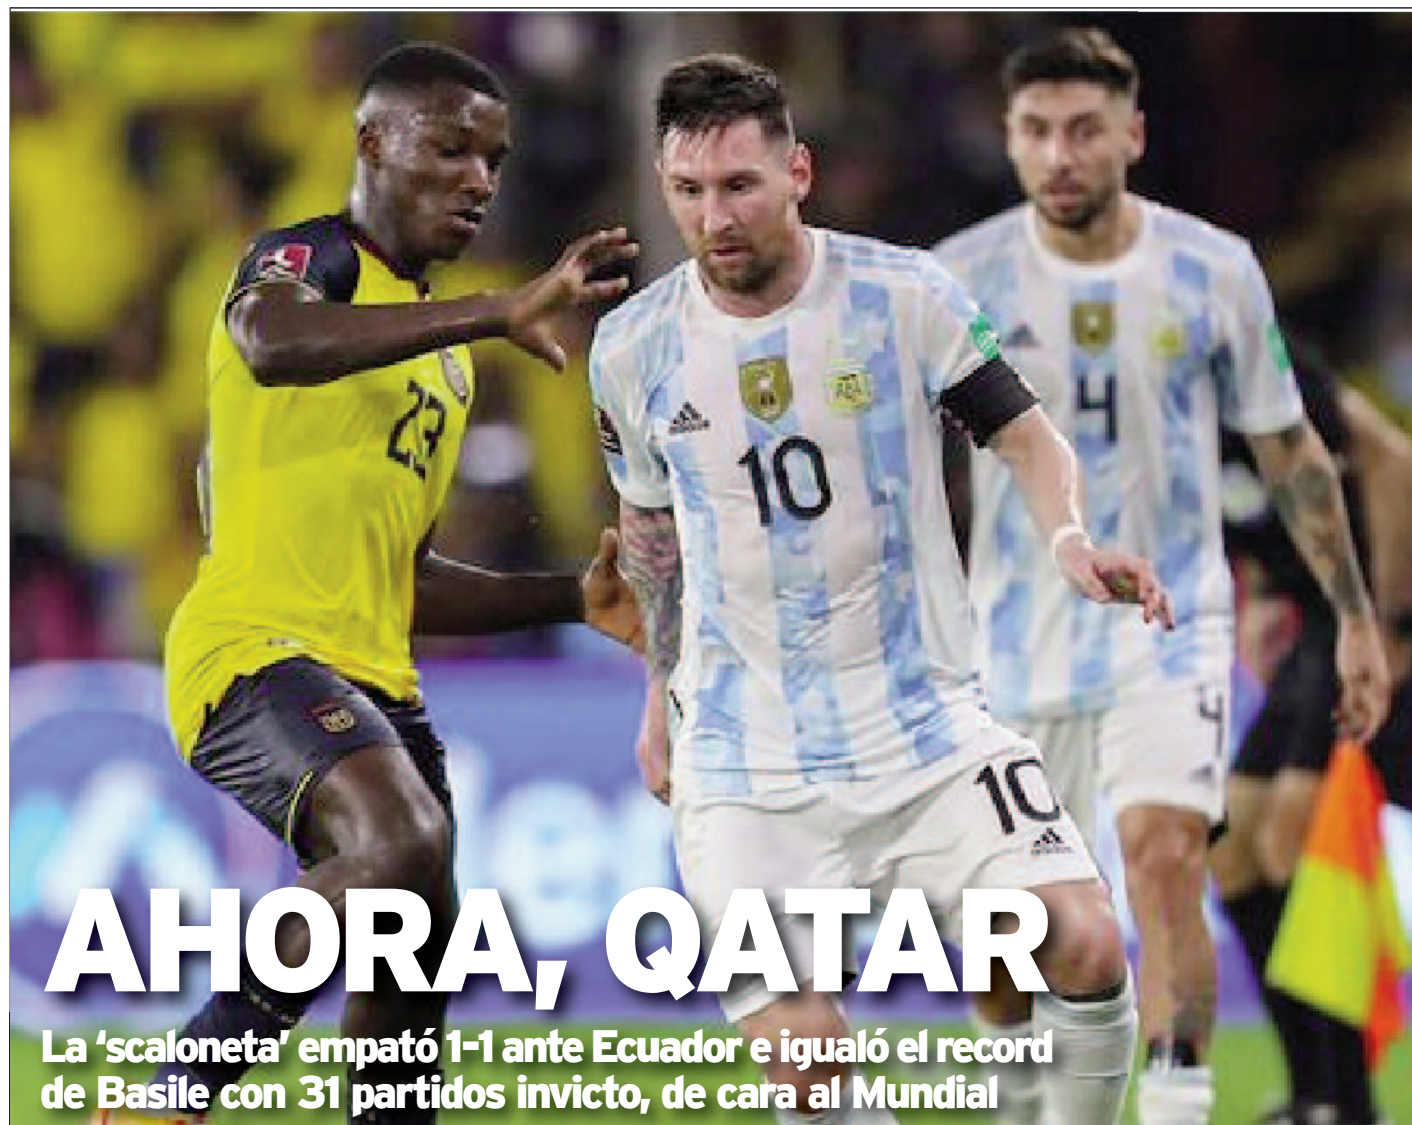 23
10
4
10
4
AHORA, QATAR
La ‘scaloneta’ empató 1-1 ante Ecuador e igualó el record
de Basile con 31 partidos invicto, de cara al Mundial